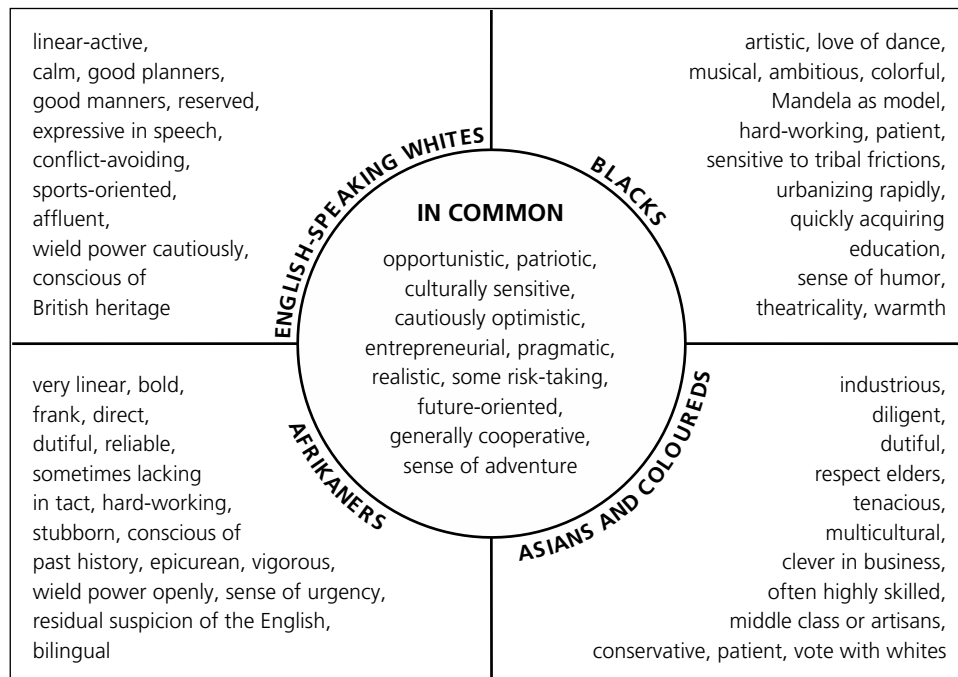 linear-active,
calm, good planners,
good manners, reserved,
expressive in speech,
conflict-avoiding,
sports-oriented,
affluent,
wield power cautiously,
conscious of
British heritage
ENGLISH-SPEAKING WHITES
artistic, love of dance,
musical, ambitious, colorful,
Mandela as model,
hard-working, patient,
sensitive to tribal frictions,
urbanizing rapidly,
quickly acquiring
education,
sense of humor,
theatricality, warmth
BLACKS
IN COMMON
opportunistic, patriotic,
culturally sensitive,
cautiously optimistic,
entrepreneurial, pragmatic,
realistic, some risk-taking,
future-oriented,
generally cooperative,
sense of adventure
very linear, bold,
frank, direct,
dutiful, reliable,
sometimes lacking
in tact, hard-working,
stubborn, conscious of
past history, epicurean, vigorous,
wield power openly, sense of urgency,
residual suspicion of the English,
bilingual
AFRIKANERS
industrious,
diligent,
dutiful,
respect elders,
tenacious,
multicultural,
clever in business,
often highly skilled,
middle class or artisans,
conservative, patient, vote with whites
ASIANS AND COLOUREDS